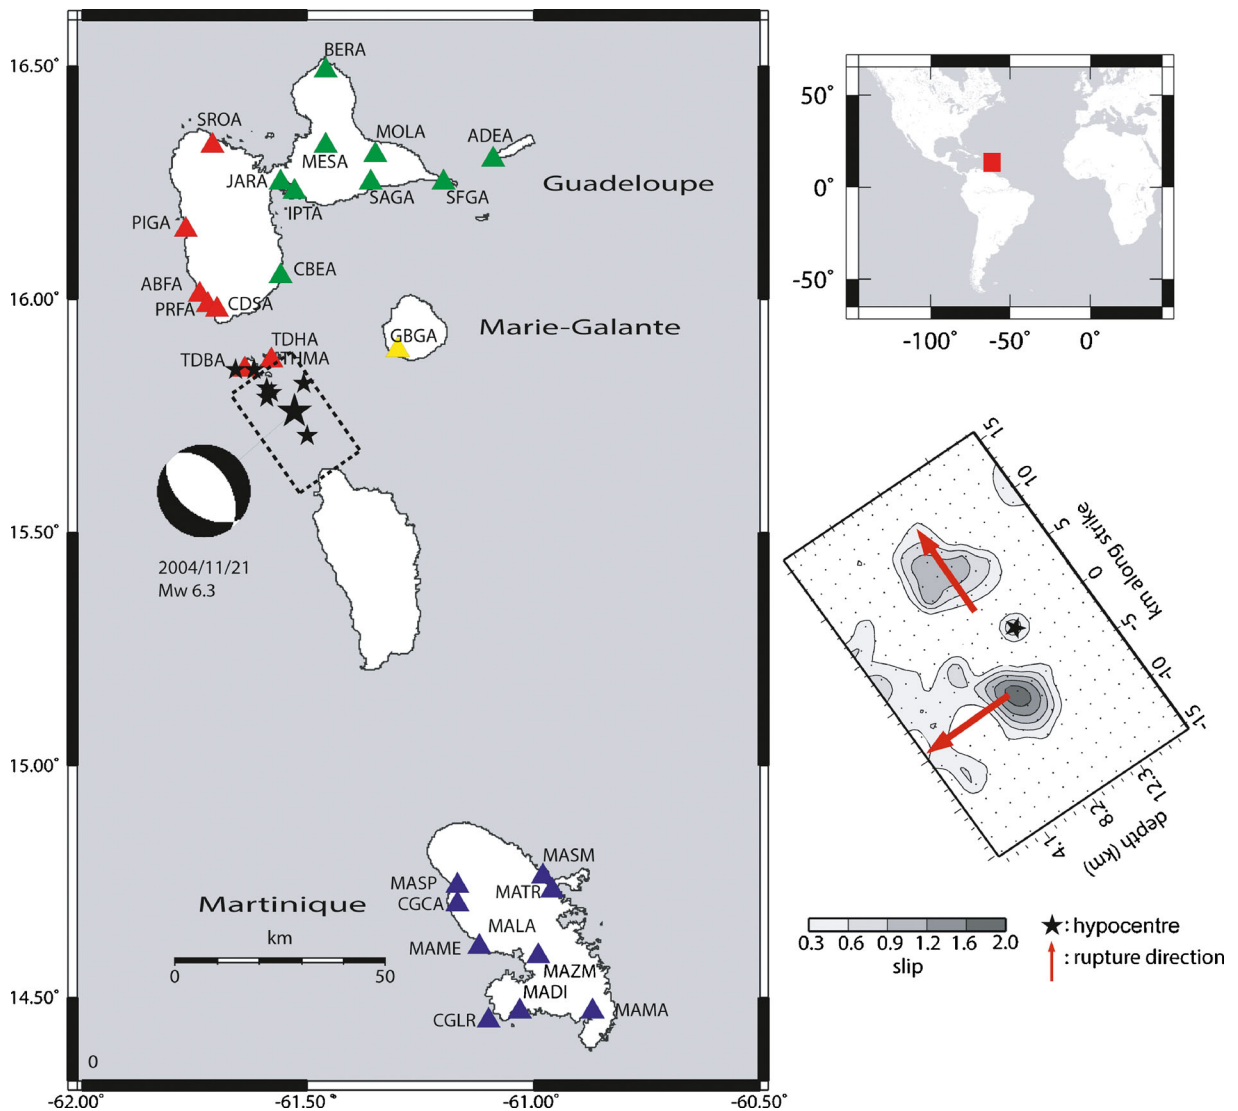 BERA
16.50°
SROA
MOLA
ADEA
MESA
JARA
Guadeloupe
SAGA
SFGA
IPTA
PIGA
CBEA
ABFA
16.00°
CDSA
PRFA
Marie-Galante
GBGA
TDHA
TDBA
THMA
15.50°
2004/11/21
Mw 6.3
15.00°
MASM
MASP
MATR
CGCA
Martinique
MALA
km
MAME
0
50
MAZM
MADI
14.50°
CGLR
MAMA
0
-62.00°
-61.50°
-61.00°
-60.50°
50°
0°
-50°
-100°
-50°
0°
15
10
5
0
-5
-10
-15
km along strike
12.3
8.2
4.1
depth (km)
0.3 0.6 0.9 1.2 1.6 2.0
slip
: hypocentre
: rupture direction